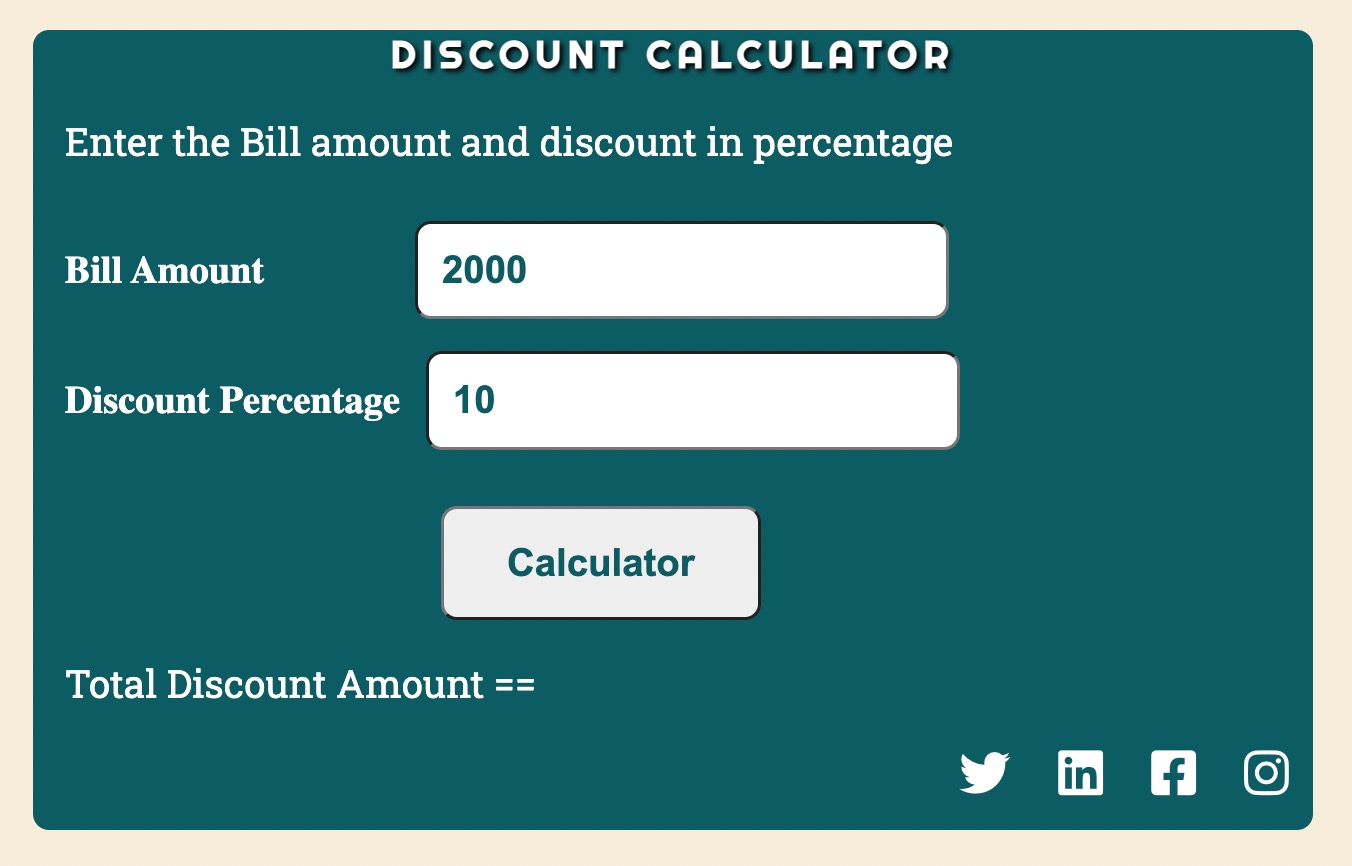 DISCOUNT CALCULATOR
Enter the Bill amount and discount in percentage
Bill Amount 2000
Discount Percentage 10
Calculator
Total Discount Amount ==